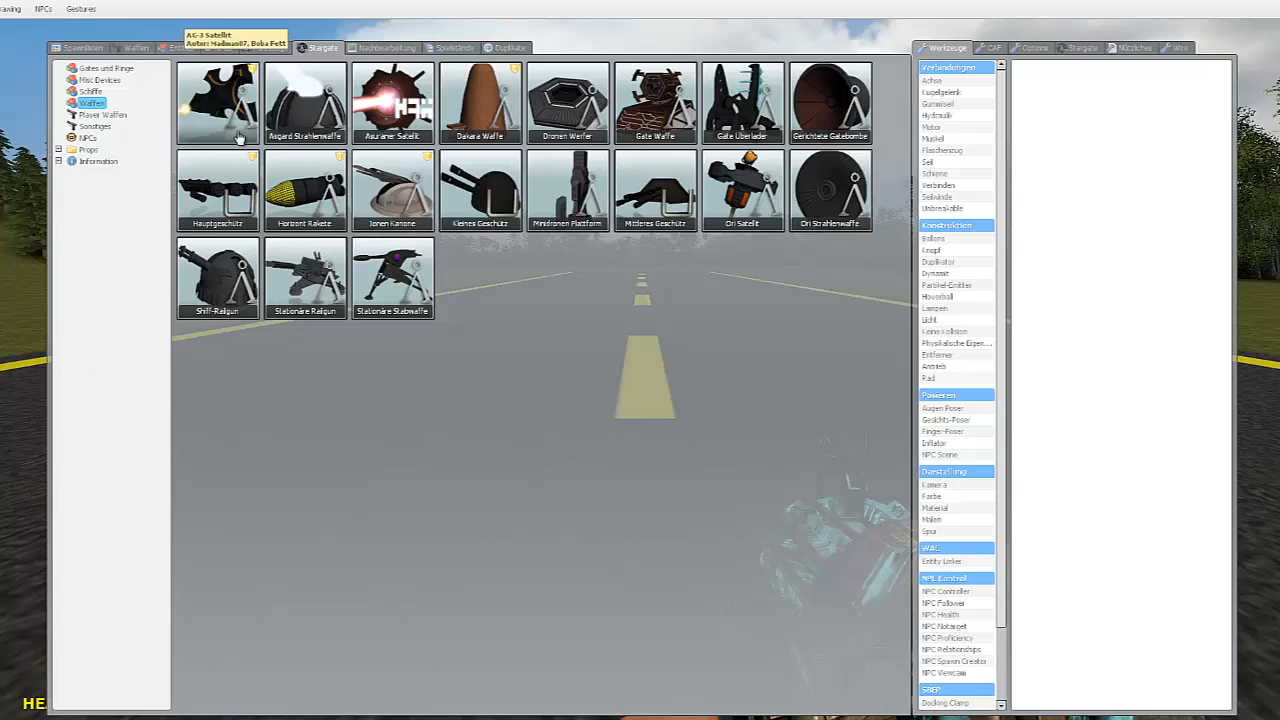 rawing NPCs Gestures
AG-3 Satellit
Autor: Madman07, Boba Fett
Spawnlisten Waffen Stargate Nachbearbeitung Spielstände Duplikate
Werkzeuge CAF Options Stargate Nützliches Wire
Gates und Ringe
Misc Devices
Schiffe
Waffen
Player Waffen
Sonstiges
NPCs
Props
Information
Asgard Strahlenwaffe Asuraner Satellit Dakara Waffe Dronen Werfer Gate Waffe Gate Überlader Gerichtete Gatebombe
Hauptgeschütz Horizont Rakete Ionen Kanone Kleines Geschütz Minidronen Plattform Mittleres Geschütz Ori Satellit Ori Strahlenwaffe
Shiff-Railgun Stationäre Railgun Stationäre Stabwaffe
Verbindungen
Achse
Kugelgelenk
Gummiseil
Hydraulik
Motor
Muskel
Flaschenzug
Seil
Schiene
Verbinden
Seilwinde
Unbreakable
Konstruktion
Ballons
Knopf
Duplikator
Dynamit
Partikel-Emitter
Hoverball
Lampen
Licht
Keine Kollision
Physikalische Eigen...
Entferner
Antrieb
Rad
Posieren
Augen Poser
Gesichts-Poser
Finger-Poser
Inflator
NPC Scene
Darstellung
Kamera
Farbe
Material
Malen
Spur
WAC
Entity Linker
NPC Control
NPC Controller
NPC Follower
NPC Health
NPC Notarget
NPC Proficiency
NPC Relationships
NPC Spawn Creator
NPC Viewcam
SBEP
Docking Clamp
HEA